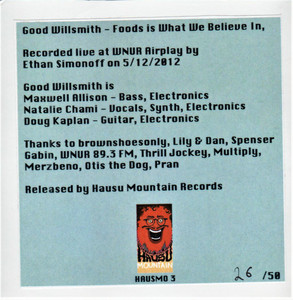 Good Willsmith - Foods is What We Believe In,
Recorded live at WNUR Airplay by
Ethan Simonoff on 5/12/2012
Good Willsmith is
Maxwell Allison - Bass, Electronics
Natalie Chami - Vocals, Synth, Electronics
Doug Kaplan - Guitar, Electronics
Thanks to brownshoesonly, Lily & Dan, Spenser
Gabin, WNUR 89.3 FM, Thrill Jockey, Multiply,
Merzbeno, Otis the Dog, Pran
Released by Hausu Mountain Records
HAUSU
MOUNTAIN
HAUSMO 3
26 /50